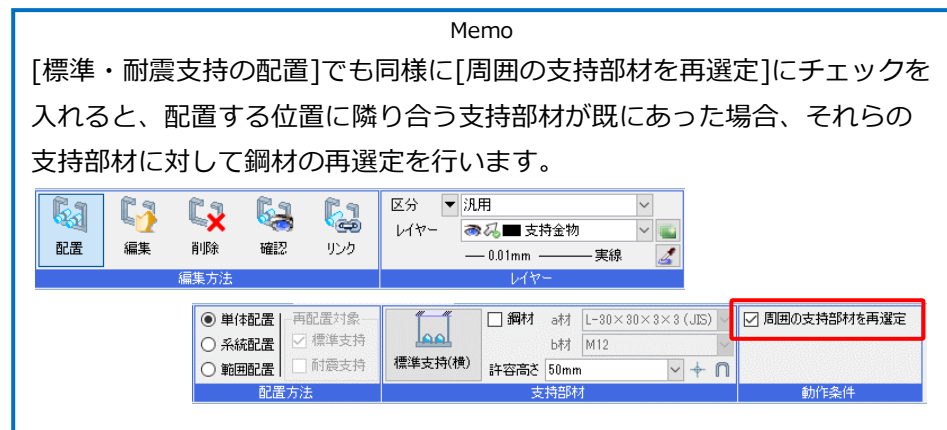 Memo
[標準・耐震支持の配置]でも同様に[周囲の支持部材を再選定]にチェックを
入れると、配置する位置に隣り合う支持部材が既にあった場合、それらの
支持部材に対して鋼材の再選定を行います。
区分 汎用
レイヤー 支持金物
0.01mm 実線
配置 編集 削除 確認 リンク
編集方法 レイヤー
単体配置 再配置対象 鋼材 a材 L-30×30×3×3(JIS) 周囲の支持部材を再選定
系統配置 標準支持 b材 M12
範囲配置 耐震支持 標準支持(横) 許容高さ 50mm
配置方法 支持部材 動作条件